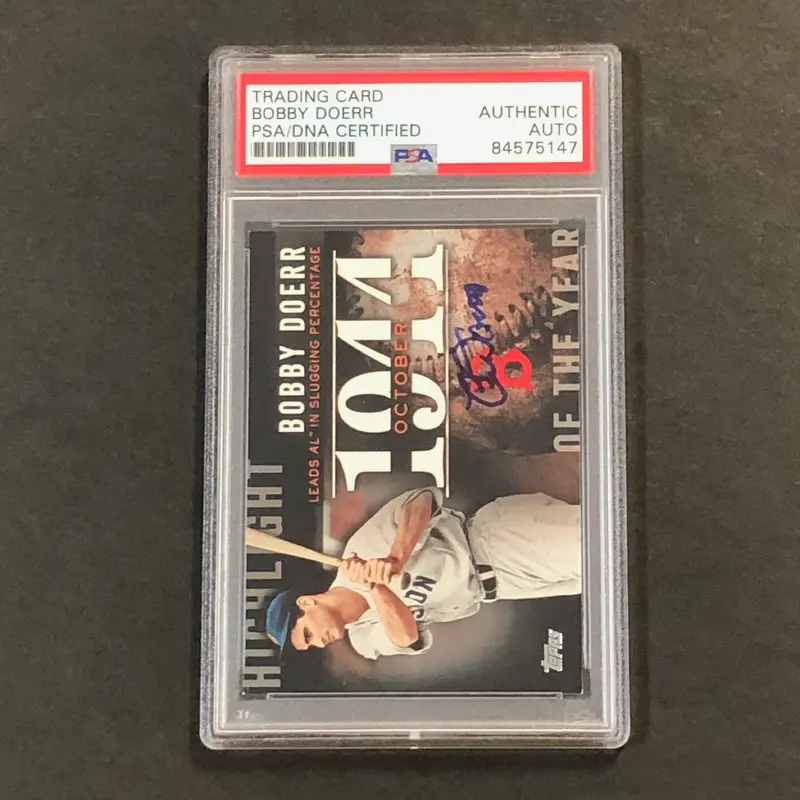 TRADING CARD
BOBBY DOERR
PSA/DNA CERTIFIED
AUTHENTIC
AUTO
84575147
PSA
BOBBY DOERR
LEADS AL™ IN SLUGGING PERCENTAGE
1944
OCTOBER
HIGHLIGHT
OF THE YEAR
Topps